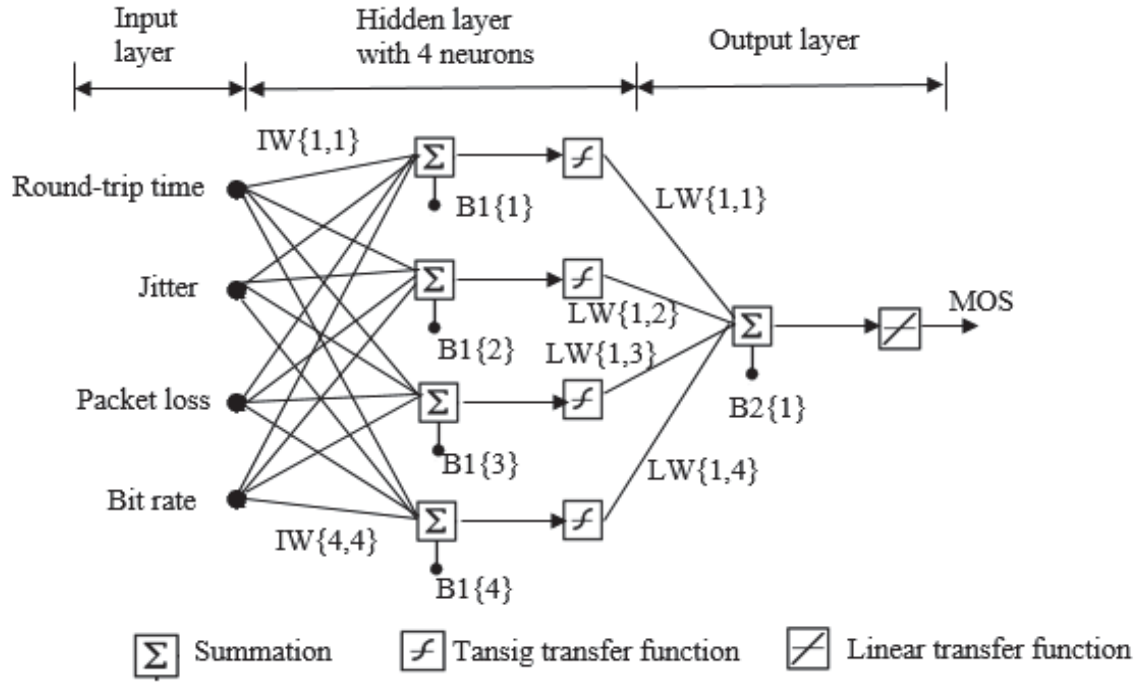 Input
layer
Hidden layer
with 4 neurons
Output layer
IW{1,1}
Round-trip time
B1{1}
LW{1,1}
Jitter
LW{1,2}
MOS
B1{2}
LW{1,3}
Packet loss
B2{1}
B1{3}
LW{1,4}
Bit rate
IW{4,4}
B1{4}
Σ Summation
Tansig transfer function
Linear transfer function